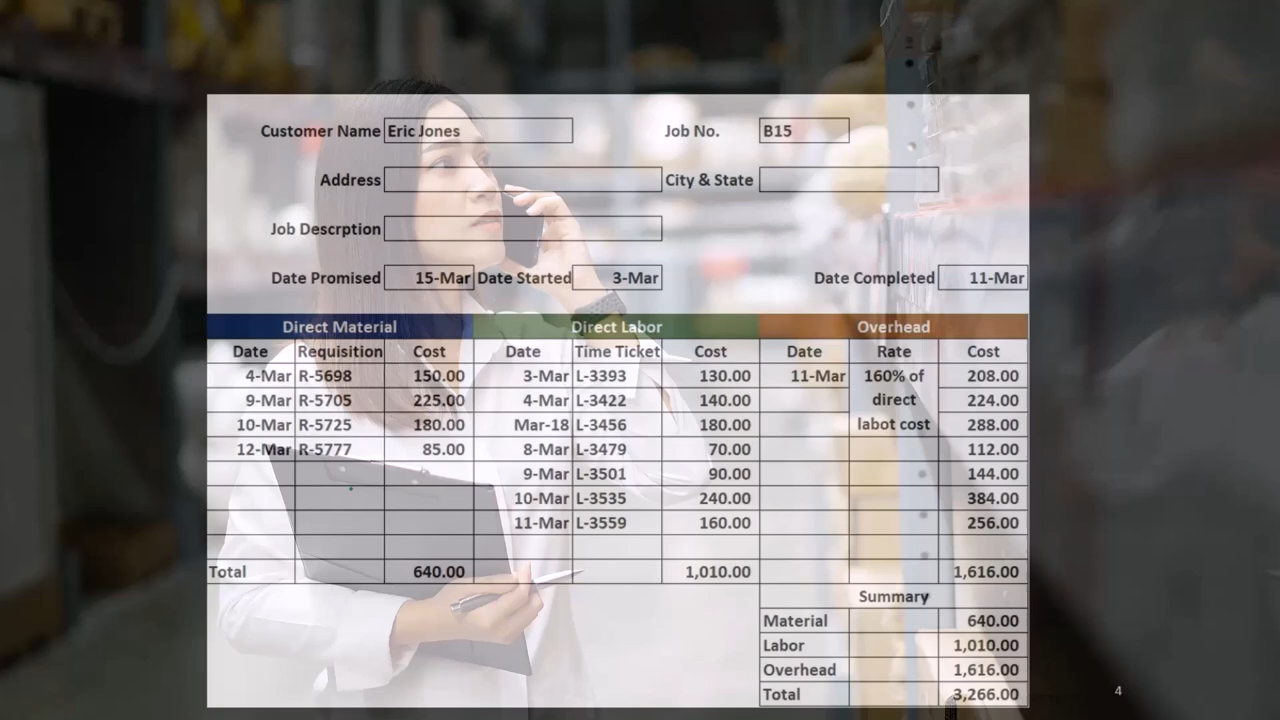 Customer Name Eric Jones Job No. B15
Address City & State
Job Descrption
Date Promised 15-Mar Date Started 3-Mar Date Completed 11-Mar
Direct Material Direct Labor Overhead
Date Requisition Cost Date Time Ticket Cost Date Rate Cost
4-Mar R-5698 150.00 3-Mar L-3393 130.00 11-Mar 160% of 208.00
9-Mar R-5705 225.00 4-Mar L-3422 140.00 direct 224.00
10-Mar R-5725 180.00 Mar-18 L-3456 180.00 labot cost 288.00
12-Mar R-5777 85.00 8-Mar L-3479 70.00 112.00
9-Mar L-3501 90.00 144.00
10-Mar L-3535 240.00 384.00
11-Mar L-3559 160.00 256.00
Total 640.00 1,010.00 1,616.00
Summary
Material 640.00
Labor 1,010.00
Overhead 1,616.00
Total 3,266.00
4